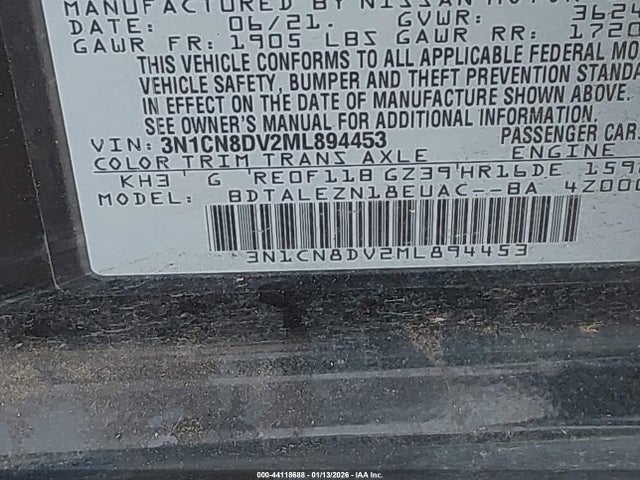 MANUFACTURED BY NISSAN MOTOR
DATE: 06/21. GVWR: 3624
GAWR FR: 1905 LBS GAWR RR: 1720
THIS VEHICLE CONFORMS TO ALL APPLICABLE FEDERAL MO
VEHICLE SAFETY, BUMPER AND THEFT PREVENTION STANDA
IN EFFECT ON THE DATE OF MANUFACTURE SHOWN ABOVE.
SEE OWNER'S MANUAL FOR ADDITIONAL INFORMATION.
VIN: 3N1CN8DV2ML894453 PASSENGER CAR
COLOR TRIM TRANS AXLE ENGINE
KH3 G RE0F11B GZ39 HR16DE 159
MODEL: BDTALEZN18EUAC--BA 4Z000
3N1CN8DV2ML894453
000-44118688 - 01/13/2026 - IAA Inc.